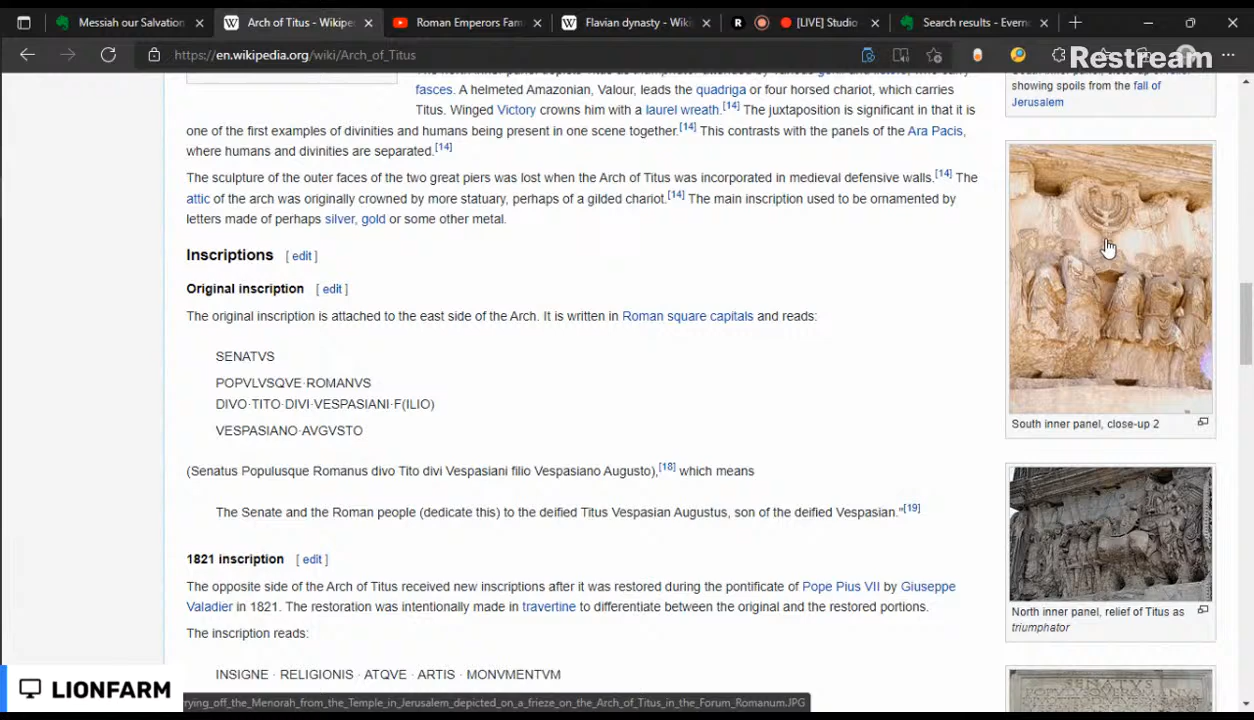 Messiah our Salvation
Arch of Titus - Wikipe
Roman Emperors Fam
Flavian dynasty - Wiki
[LIVE] Studio -
Search results - Evern
https://en.wikipedia.org/wiki/Arch_of_Titus
Restream
fasces. A helmeted Amazonian, Valour, leads the quadriga or four horsed chariot, which carries
Titus. Winged Victory crowns him with a laurel wreath.[14] The juxtaposition is significant in that it is
one of the first examples of divinities and humans being present in one scene together.[14] This contrasts with the panels of the Ara Pacis,
where humans and divinities are separated.[14]
The sculpture of the outer faces of the two great piers was lost when the Arch of Titus was incorporated in medieval defensive walls.[14] The
attic of the arch was originally crowned by more statuary, perhaps of a gilded chariot.[14] The main inscription used to be ornamented by
letters made of perhaps silver, gold or some other metal.
Inscriptions [ edit ]
Original inscription [ edit ]
The original inscription is attached to the east side of the Arch. It is written in Roman square capitals and reads:
SENATVS
POPVLVSQVE·ROMANVS
DIVO·TITO·DIVI·VESPASIANI·F(ILIO)
VESPASIANO·AVGVSTO
(Senatus Populusque Romanus divo Tito divi Vespasiani filio Vespasiano Augusto),[18] which means
The Senate and the Roman people (dedicate this) to the deified Titus Vespasian Augustus, son of the deified Vespasian."[19]
1821 inscription [ edit ]
The opposite side of the Arch of Titus received new inscriptions after it was restored during the pontificate of Pope Pius VII by Giuseppe
Valadier in 1821. The restoration was intentionally made in travertine to differentiate between the original and the restored portions.
The inscription reads:
INSIGNE · RELIGIONIS · ATQVE · ARTIS · MONVMENTVM
showing spoils from the fall of
Jerusalem
South inner panel, close-up 2
North inner panel, relief of Titus as
triumphator
SENATVS
LIONFARM
rying_off_the_Menorah_from_the_Temple_in_Jerusalem_depicted_on_a_frieze_on_the_Arch_of_Titus_in_the_Forum_Romanum.JPG